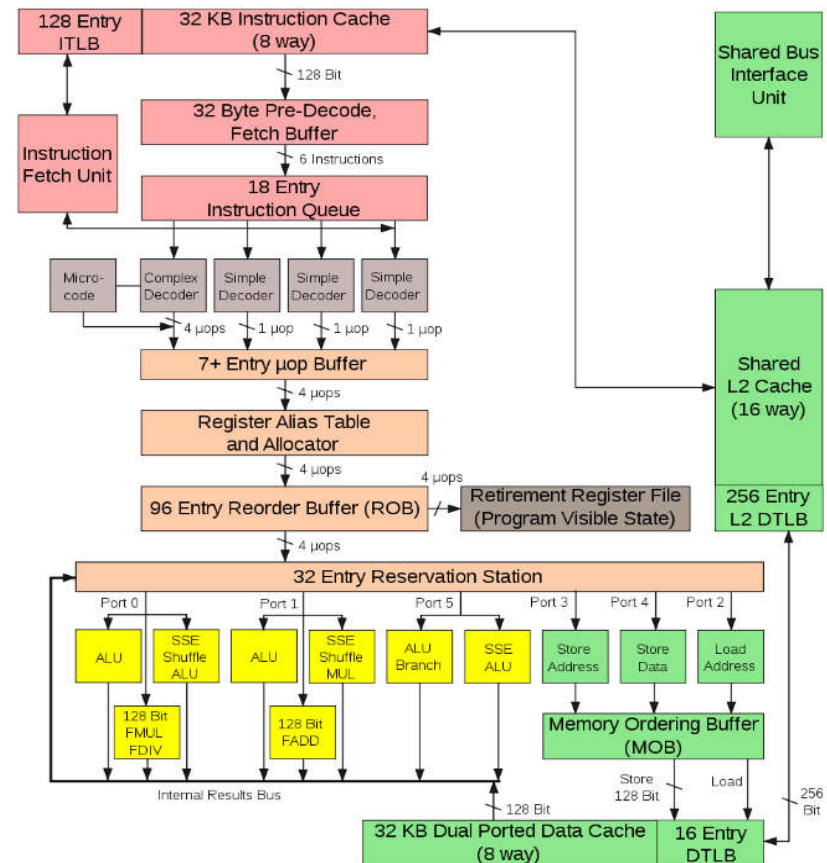 128 Entry
ITLB
32 KB Instruction Cache
(8 way)
128 Bit
32 Byte Pre-Decode,
Fetch Buffer
Instruction
Fetch Unit
6 Instructions
18 Entry
Instruction Queue
Micro-
code
Complex
Decoder
Simple
Decoder
Simple
Decoder
Simple
Decoder
4 µops
1 µop
1 µop
1 µop
7+ Entry µop Buffer
4 µops
Register Alias Table
and Allocator
4 µops
96 Entry Reorder Buffer (ROB)
4 µops
Retirement Register File
(Program Visible State)
4 µops
32 Entry Reservation Station
Port 0
Port 1
Port 5
Port 3
Port 4
Port 2
ALU
SSE
Shuffle
ALU
ALU
SSE
Shuffle
MUL
ALU
Branch
SSE
ALU
Store
Address
Store
Data
Load
Address
128 Bit
FMUL
FDIV
128 Bit
FADD
Memory Ordering Buffer
(MOB)
Internal Results Bus
Store
128 Bit
Load
128 Bit
256
Bit
32 KB Dual Ported Data Cache
(8 way)
16 Entry
DTLB
Shared Bus
Interface
Unit
Shared
L2 Cache
(16 way)
256 Entry
L2 DTLB